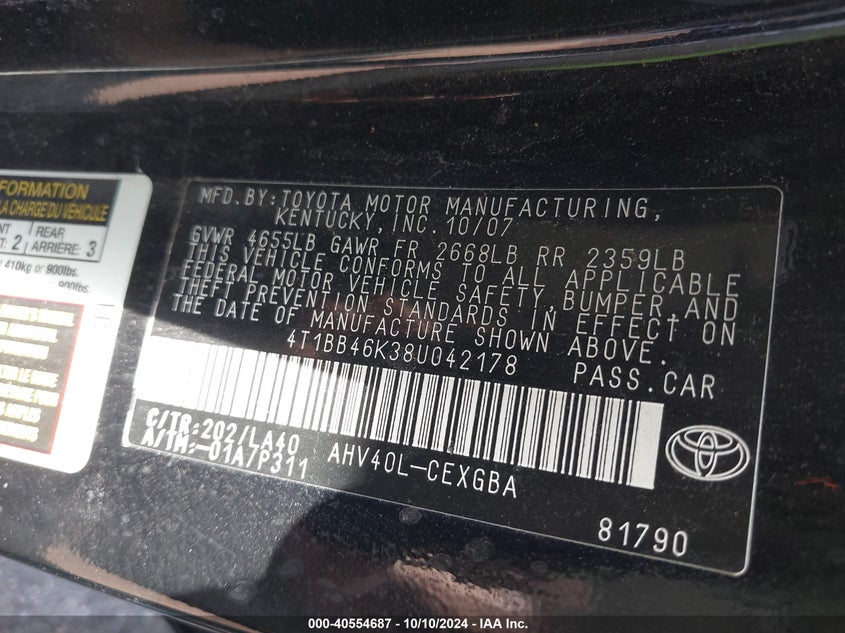 FORMATION
LA CHARGE DU VÉHICULE
REAR
2 ARRIÈRE: 3
410kg or 900lbs.
900lbs.
MFD.BY:TOYOTA MOTOR MANUFACTURING,
KENTUCKY,INC.10/07
GVWR 4655LB GAWR FR 2668LB RR 2359LB
THIS VEHICLE CONFORMS TO ALL APPLICABLE
FEDERAL MOTOR VEHICLE SAFETY,BUMPER,AND
THEFT PREVENTION STANDARDS IN EFFECT ON
THE DATE OF MANUFACTURE SHOWN ABOVE.
4T1BB46K38U042178 PASS.CAR
C/TR:202/LA40
A/TM:-01A/P311 AHV40L-CEXGBA
81790
000-40554687 - 10/10/2024 - IAA Inc.